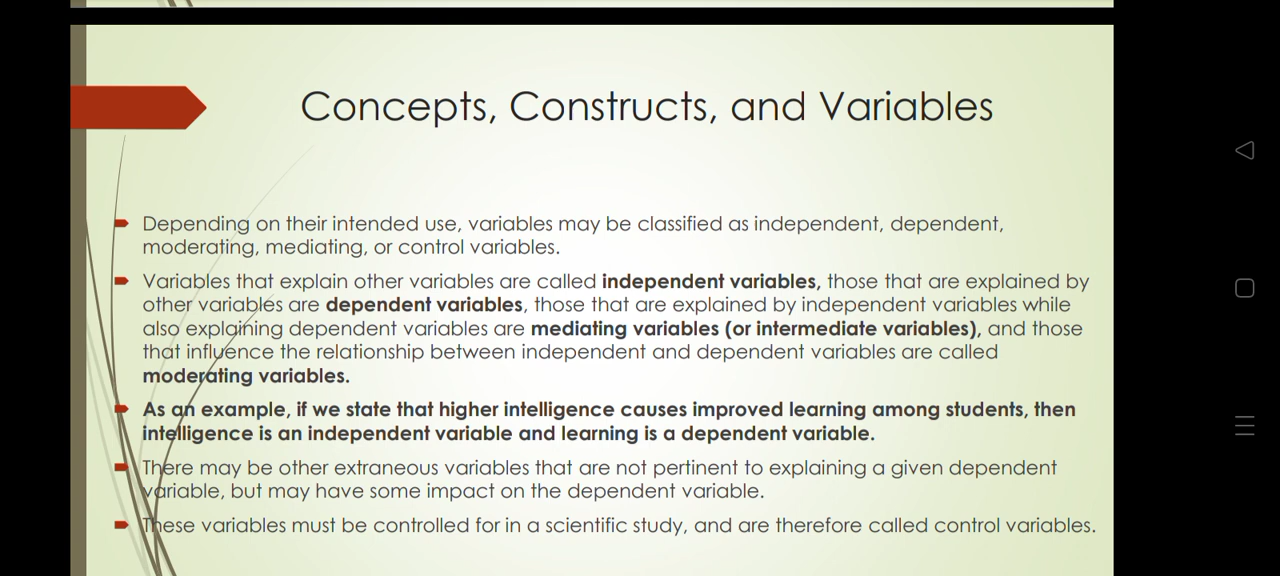 Concepts, Constructs, and Variables
Depending on their intended use, variables may be classified as independent, dependent,
moderating, mediating, or control variables.
Variables that explain other variables are called independent variables, those that are explained by
other variables are dependent variables, those that are explained by independent variables while
also explaining dependent variables are mediating variables (or intermediate variables), and those
that influence the relationship between independent and dependent variables are called
moderating variables.
As an example, if we state that higher intelligence causes improved learning among students, then
intelligence is an independent variable and learning is a dependent variable.
There may be other extraneous variables that are not pertinent to explaining a given dependent
variable, but may have some impact on the dependent variable.
These variables must be controlled for in a scientific study, and are therefore called control variables.